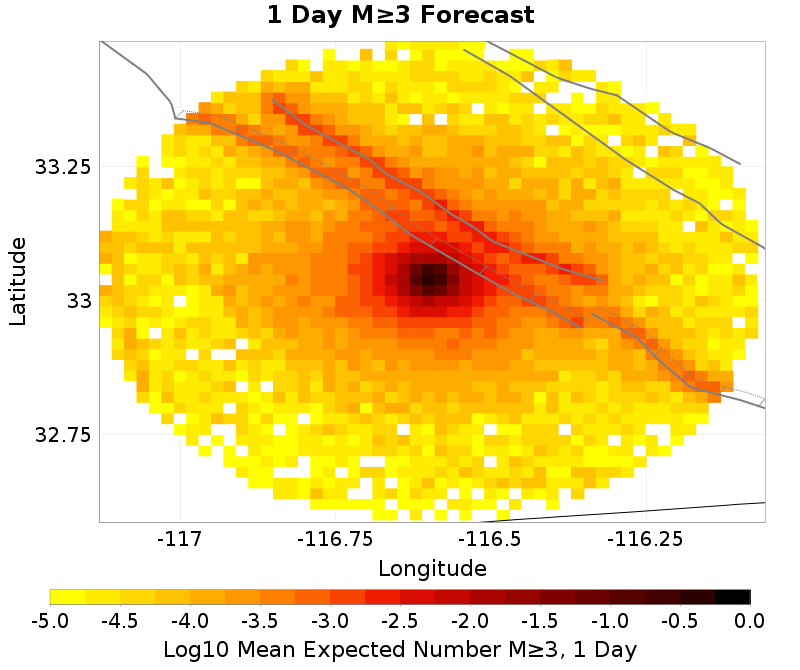 1 Day M≥3 Forecast
Latitude
33.25
33
32.75
-117 -116.75 -116.5 -116.25
Longitude
-5.0 -4.5 -4.0 -3.5 -3.0 -2.5 -2.0 -1.5 -1.0 -0.5 0.0
Log10 Mean Expected Number M≥3, 1 Day